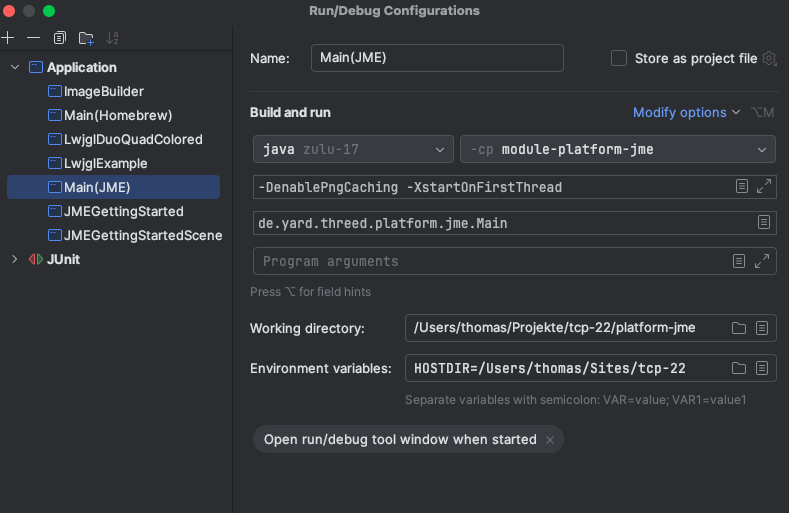 Run/Debug Configurations
Application
ImageBuilder
Main(Homebrew)
LwjglDuoQuadColored
LwjglExample
Main(JME)
JMEGettingStarted
JMEGettingStartedScene
JUnit
Name: Main(JME) Store as project file
Build and run Modify options ⌥M
java zulu-17 -cp module-platform-jme
-DenablePngCaching -XstartOnFirstThread
de.yard.threed.platform.jme.Main
Program arguments
Press ⌥ for field hints
Working directory: /Users/thomas/Projekte/tcp-22/platform-jme
Environment variables: HOSTDIR=/Users/thomas/Sites/tcp-22
Separate variables with semicolon: VAR=value; VAR1=value1
Open run/debug tool window when started ×